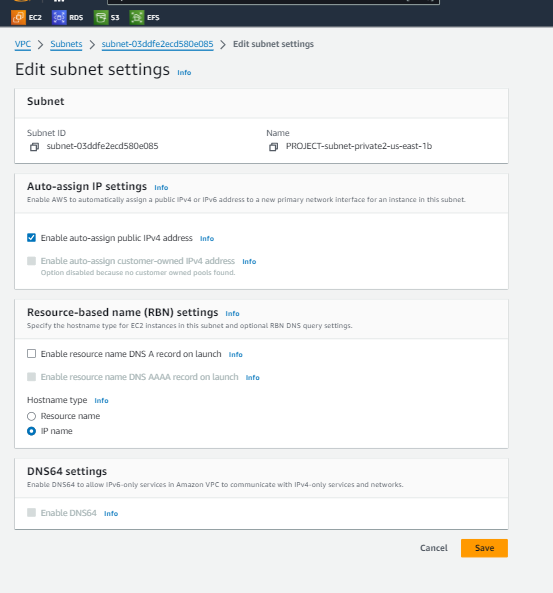 EC2 RDS S3 EFS
VPC > Subnets > subnet-03ddfe2ecd580e085 > Edit subnet settings
Edit subnet settings Info
Subnet
Subnet ID Name
subnet-03ddfe2ecd580e085 PROJECT-subnet-private2-us-east-1b
Auto-assign IP settings Info
Enable AWS to automatically assign a public IPv4 or IPv6 address to a new primary network interface for an instance in this subnet.
Enable auto-assign public IPv4 address Info
Enable auto-assign customer-owned IPv4 address Info
Option disabled because no customer owned pools found.
Resource-based name (RBN) settings Info
Specify the hostname type for EC2 instances in this subnet and optional RBN DNS query settings.
Enable resource name DNS A record on launch Info
Enable resource name DNS AAAA record on launch Info
Hostname type Info
Resource name
IP name
DNS64 settings
Enable DNS64 to allow IPv6-only services in Amazon VPC to communicate with IPv4-only services and networks.
Enable DNS64 Info
Cancel Save